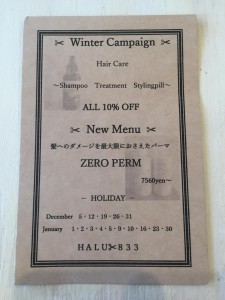 ✂ Winter Campaign ✂
Hair Care
～Shampoo Treatment Stylingpill～
ALL 10% OFF
✂ New Menu ✂
髪へのダメージを最大限におさえたパーマ
ZERO PERM
7560yen～
― HOLIDAY ―
December 5・12・19・26・31
January 1・2・3・4・5・9・10・16・23・30
HALU✂833